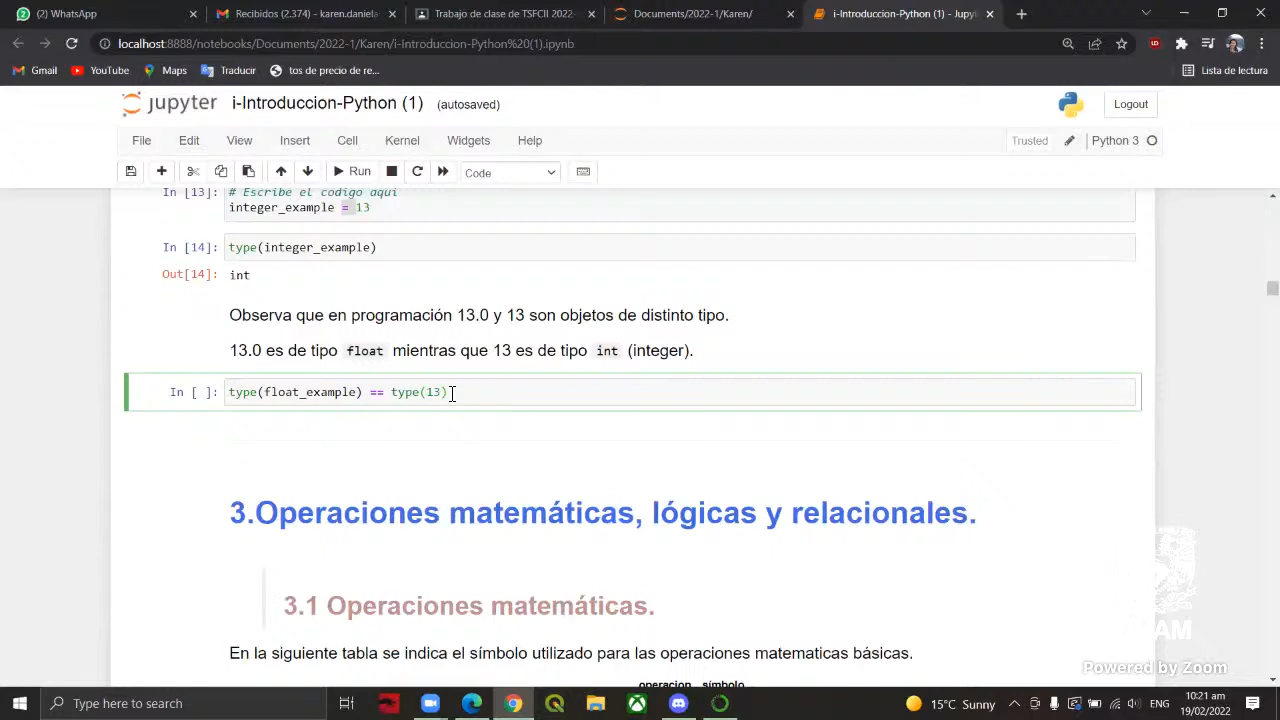 (2) WhatsApp
Recibidos (2.374) - karen.daniela
Trabajo de clase de TSFCII 2022-
Documents/2022-1/Karen/
i-Introduccion-Python (1) - Jupyt
localhost:8888/notebooks/Documents/2022-1/Karen/i-Introduccion-Python%20(1).ipynb
Gmail
YouTube
Maps
Traducir
tos de precio de re...
Lista de lectura
jupyter i-Introduccion-Python (1) (autosaved)
Logout
File Edit View Insert Cell Kernel Widgets Help
Trusted
Python 3
Run
Code
In [13]: # Escribe el código aquí
integer_example = 13
In [14]: type(integer_example)
Out[14]: int
Observa que en programación 13.0 y 13 son objetos de distinto tipo.
13.0 es de tipo float mientras que 13 es de tipo int (integer).
In [ ]: type(float_example) == type(13)
3.Operaciones matemáticas, lógicas y relacionales.
3.1 Operaciones matemáticas.
En la siguiente tabla se indica el símbolo utilizado para las operaciones matematicas básicas.
operacion símbolo
Powered by Zoom
Type here to search
15°C Sunny
ENG
10:21 am
19/02/2022